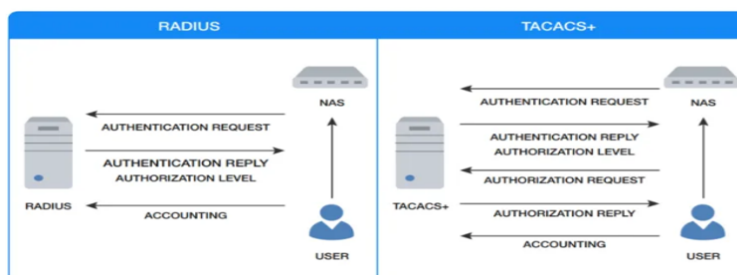 RADIUS
NAS
AUTHENTICATION REQUEST
AUTHENTICATION REPLY
AUTHORIZATION LEVEL
RADIUS
ACCOUNTING
USER
TACACS+
NAS
AUTHENTICATION REQUEST
AUTHENTICATION REPLY
AUTHORIZATION LEVEL
AUTHORIZATION REQUEST
TACACS+
AUTHORIZATION REPLY
ACCOUNTING
USER